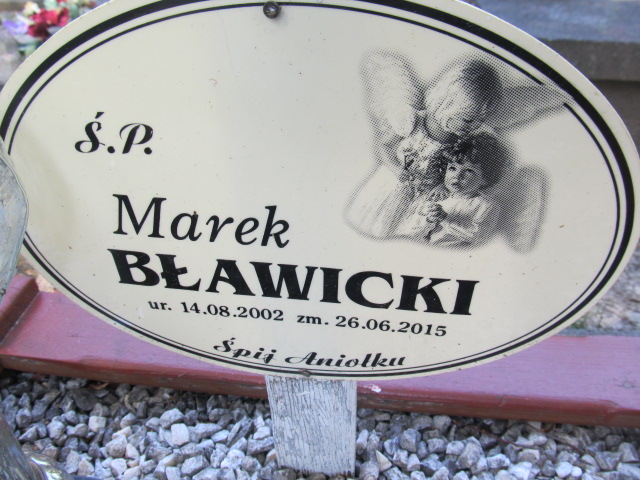 Ś.P.
Marek
BŁAWICKI
ur. 14.08.2002 zm. 26.06.2015
Śpij Aniołku